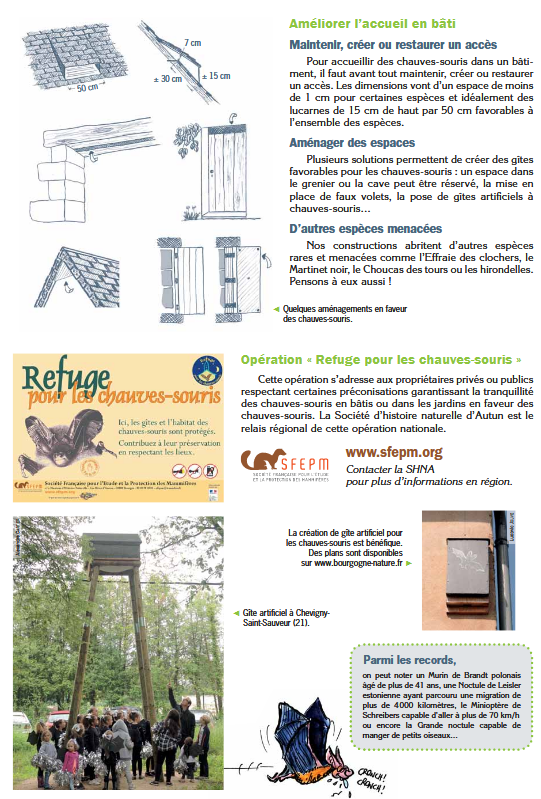 50 cm
7 cm
± 30 cm
± 15 cm
Améliorer l'accueil en bâti
Maintenir, créer ou restaurer un accès
Pour accueillir des chauves-souris dans un bâti-
ment, il faut avant tout maintenir, créer ou restaurer
un accès. Les dimensions vont d'un espace de moins
de 1 cm pour certaines espèces et idéalement des
lucarnes de 15 cm de haut par 50 cm favorables à
l'ensemble des espèces.
Aménager des espaces
Plusieurs solutions permettent de créer des gîtes
favorables pour les chauves-souris : un espace dans
le grenier ou la cave peut être réservé, la mise en
place de faux volets, la pose de gîtes artificiels à
chauves-souris...
D'autres espèces menacées
Nos constructions abritent d'autres espèces
rares et menacées comme l'Effraie des clochers, le
Martinet noir, le Choucas des tours ou les hirondelles.
Pensons à eux aussi !
Quelques aménagements en faveur
des chauves-souris.
Refuge
pour les chauves-souris
Ici, les gîtes et l'habitat des
chauves-souris sont protégés.
Contribuez à leur préservation
en respectant les lieux.
SFEPM
Société Française pour l'Etude et la Protection des Mammifères
www.sfepm.org
Opération « Refuge pour les chauves-souris »
Cette opération s'adresse aux propriétaires privés ou publics
respectant certaines préconisations garantissant la tranquillité
des chauves-souris en bâtis ou dans les jardins en faveur des
chauves-souris. La Société d'histoire naturelle d'Autun est le
relais régional de cette opération nationale.
SFEPM
SOCIÉTÉ FRANÇAISE POUR L'ÉTUDE
ET LA PROTECTION DES MAMMIFÈRES
www.sfepm.org
Contacter la SHNA
pour plus d'informations en région.
La création de gîte artificiel pour
les chauves-souris est bénéfique.
Des plans sont disponibles
sur www.bourgogne-nature.fr
Gîte artificiel à Chevigny-
Saint-Sauveur (21).
Parmi les records,
on peut noter un Murin de Brandt polonais
âgé de plus de 41 ans, une Noctule de Leisler
estonienne ayant parcouru une migration de
plus de 4000 kilomètres, le Minioptère de
Schreibers capable d'aller à plus de 70 km/h
ou encore la Grande noctule capable de
manger de petits oiseaux...
CRONCH !
CRONCH !